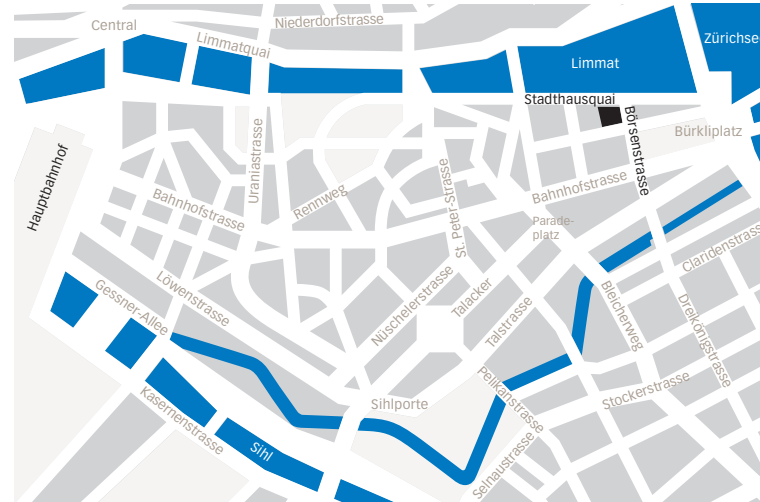 Central
Niederdorfstrasse
Limmatquai
Zürichsee
Limmat
Stadthausquai
Börsenstrasse
Bürkliplatz
Hauptbahnhof
Uraniastrasse
Bahnhofstrasse
Rennweg
St. Peter-Strasse
Bahnhofstrasse
Parade-
platz
Claridenstrasse
Gessner-Allee
Löwenstrasse
Nüschelerstrasse
Talacker
Talstrasse
Bleicherweg
Dreikönigstrasse
Pelikanstrasse
Stockerstrasse
Sihlporte
Kasernenstrasse
Sihl
Selnaustrasse